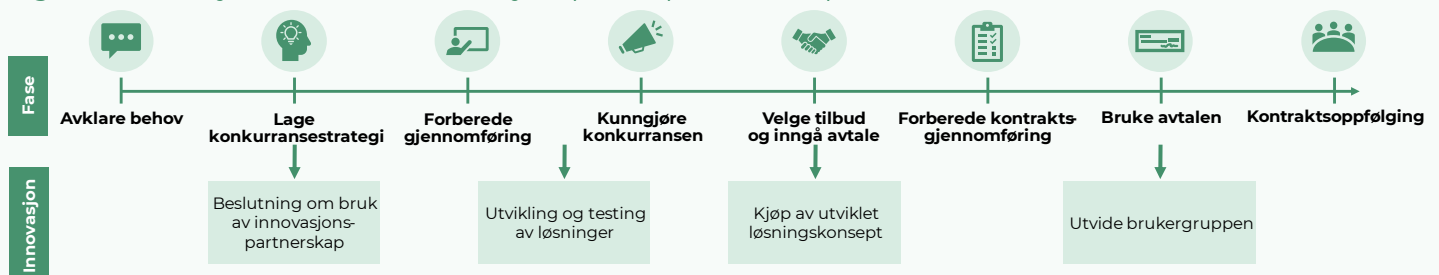 Fase
Avklare behov
Lage
konkurransestrategi
Forberede
gjennomføring
Kunngjøre
konkurransen
Velge tilbud
og inngå avtale
Forberede kontrakts-
gjennomføring
Bruke avtalen
Kontraktsoppfølging
Innovasjon
Beslutning om bruk
av innovasjons-
partnerskap
Utvikling og testing
av løsninger
Kjøp av utviklet
løsningskonsept
Utvide brukergruppen